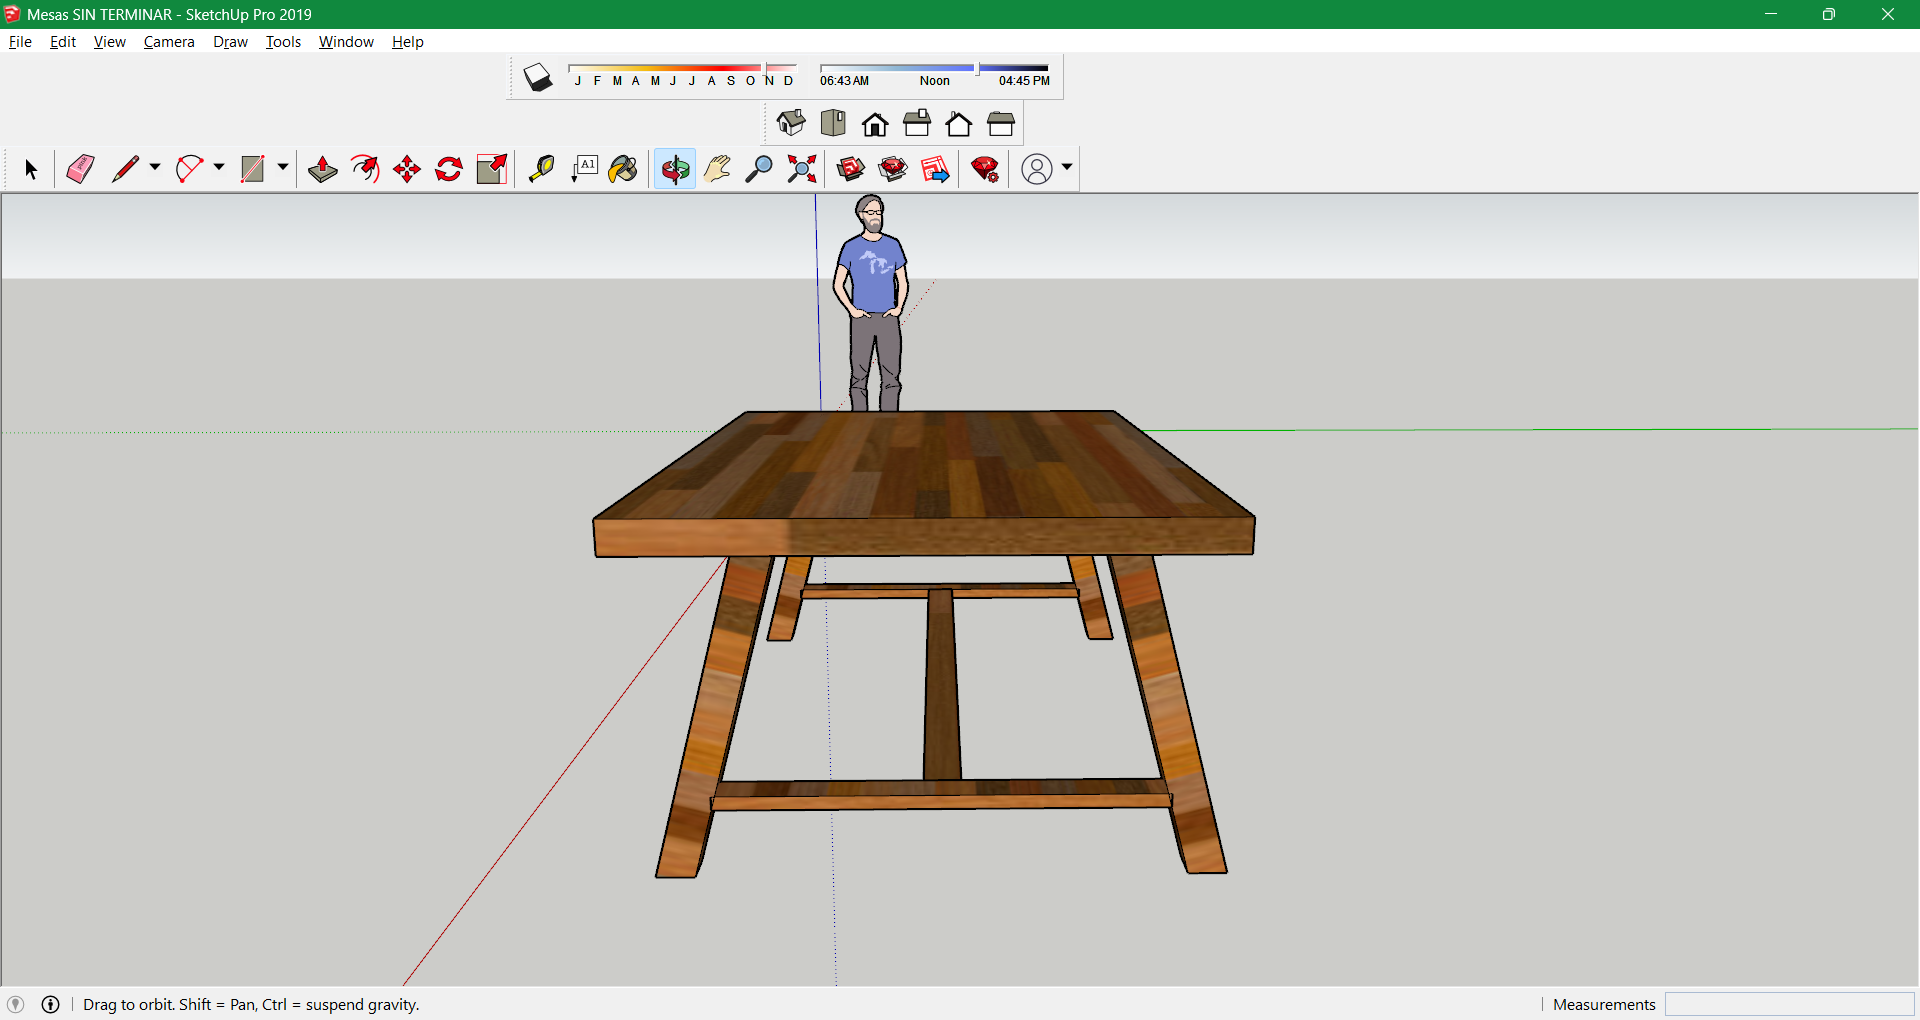 Mesas SIN TERMINAR - SketchUp Pro 2019
File Edit View Camera Draw Tools Window Help
J F M A M J J A S O N D 06:43 AM Noon 04:45 PM
A1
Drag to orbit. Shift = Pan, Ctrl = suspend gravity. Measurements